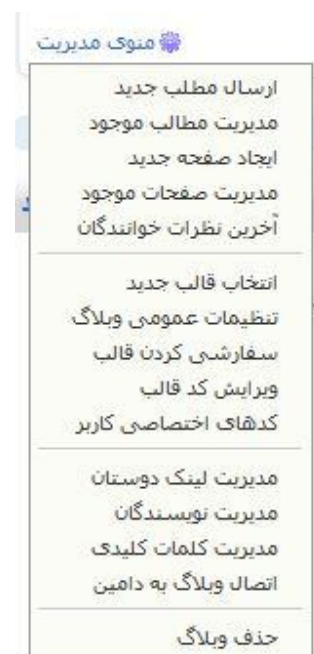 منوی مدیریت
ارسال مطلب جدید
مدیریت مطالب موجود
ایجاد صفحه جدید
مدیریت صفحات موجود
آخرین نظرات خوانندگان
انتخاب قالب جدید
تنظیمات عمومی وبلاگ
سفارشی کردن قالب
ویرایش کد قالب
کدهای اختصاصی کاربر
مدیریت لینک دوستان
مدیریت نویسندگان
مدیریت کلمات کلیدی
اتصال وبلاگ به دامین
حذف وبلاگ